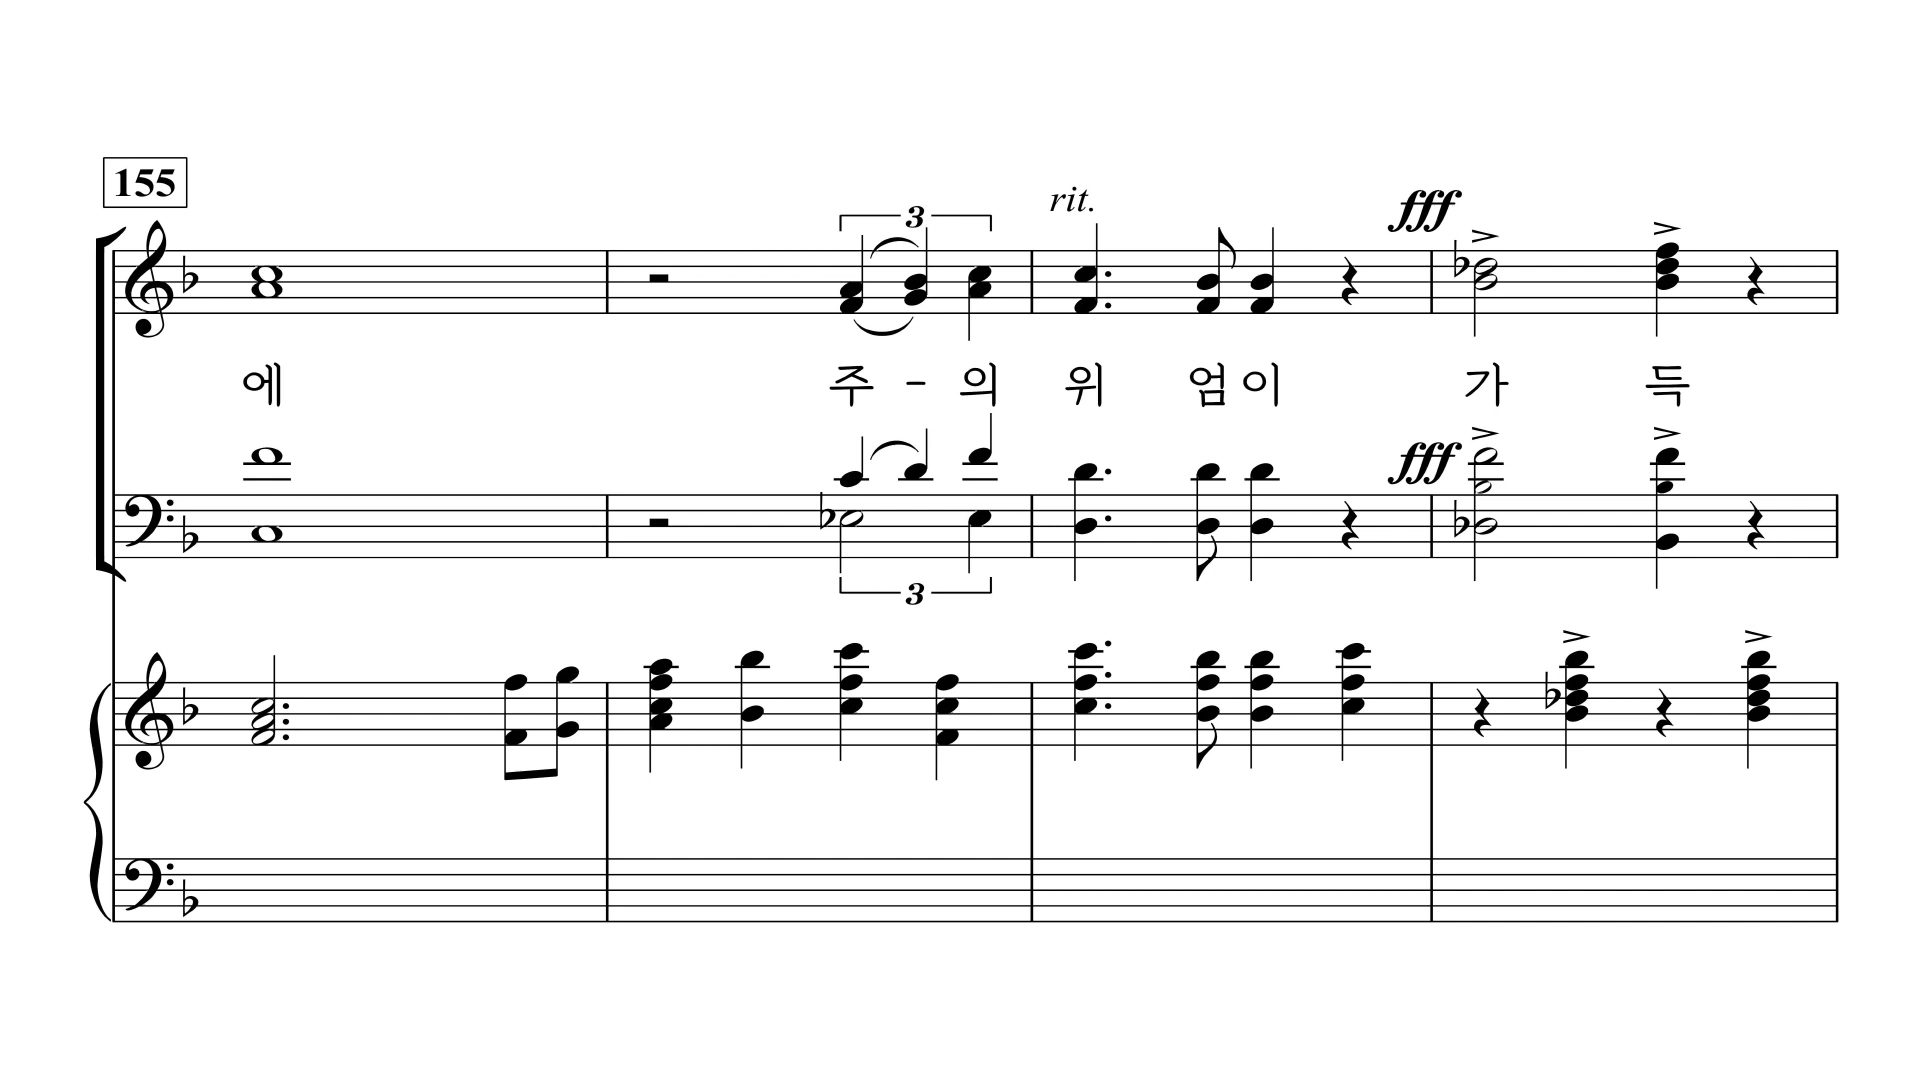 155
3
rit.
fff
에 주 - 의 위 엄 이 가 득
fff
3